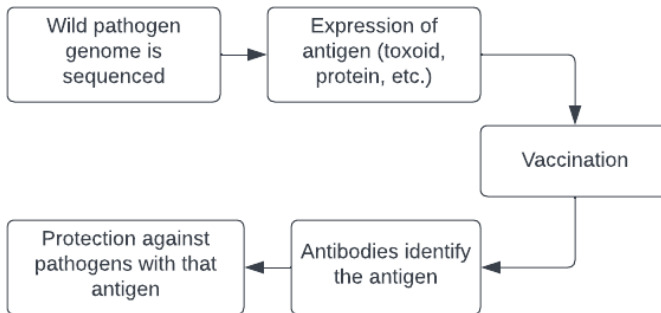 Wild pathogen
genome is
sequenced
Expression of
antigen (toxoid,
protein, etc.)
Vaccination
Antibodies identify
the antigen
Protection against
pathogens with that
antigen